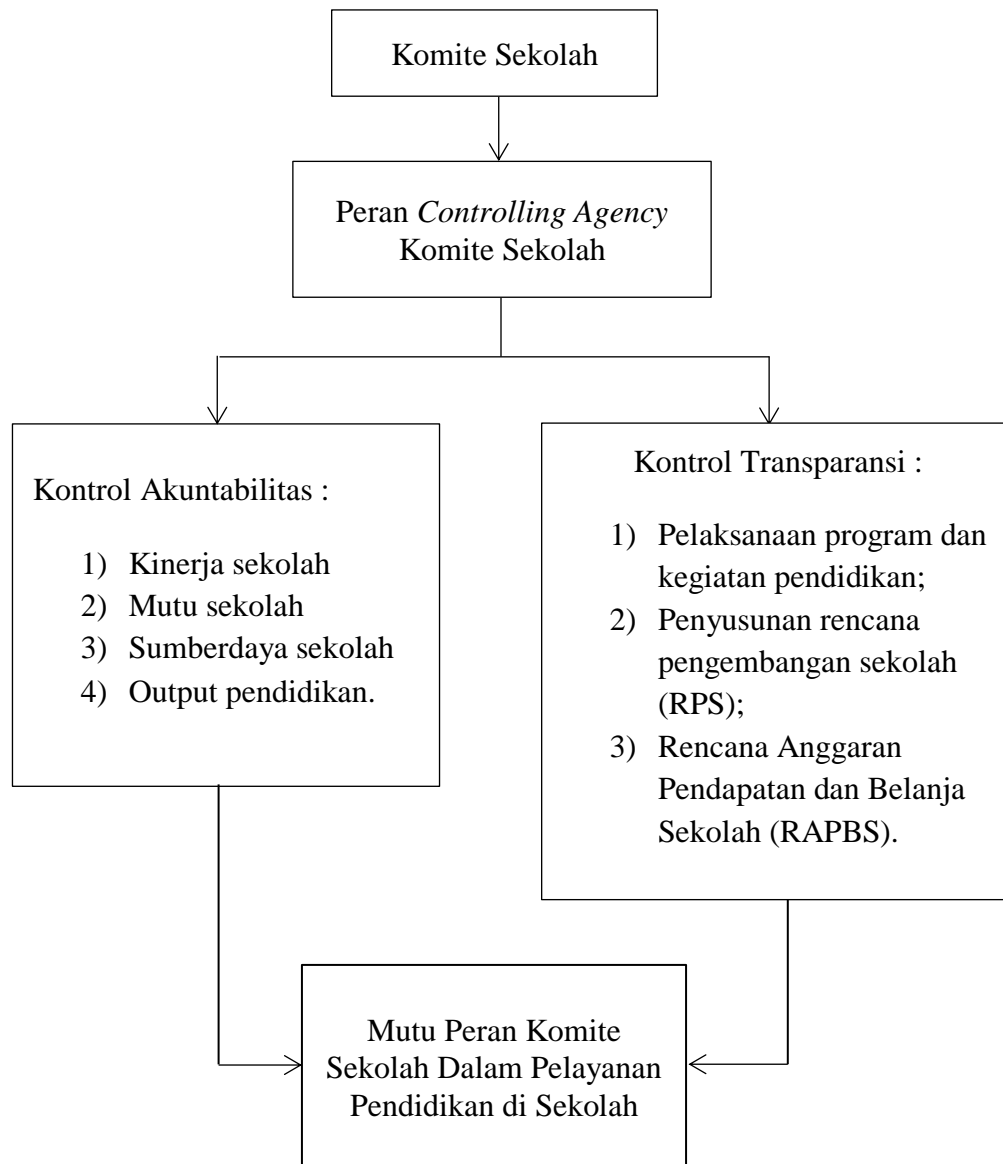 Komite Sekolah
Peran Controlling Agency
Komite Sekolah
Kontrol Akuntabilitas :
1) Kinerja sekolah
2) Mutu sekolah
3) Sumberdaya sekolah
4) Output pendidikan.
Kontrol Transparansi :
1) Pelaksanaan program dan
kegiatan pendidikan;
2) Penyusunan rencana
pengembangan sekolah
(RPS);
3) Rencana Anggaran
Pendapatan dan Belanja
Sekolah (RAPBS).
Mutu Peran Komite
Sekolah Dalam Pelayanan
Pendidikan di Sekolah